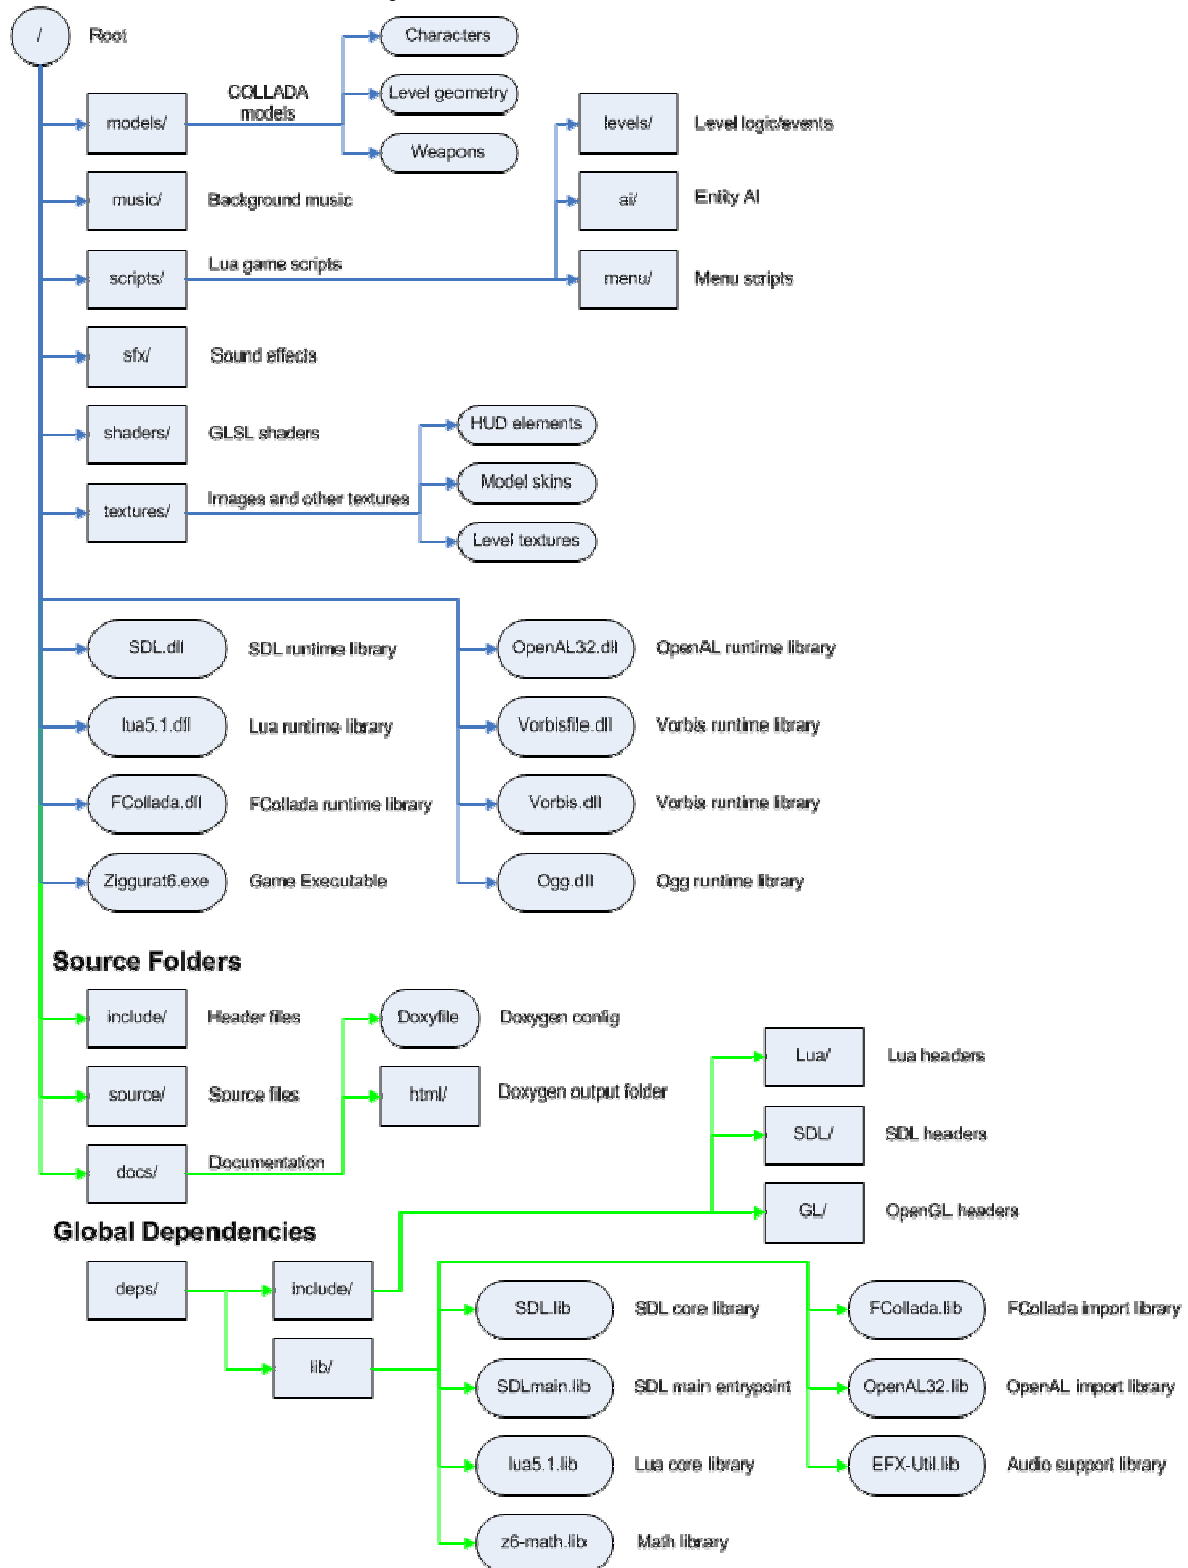 /
Root
Characters
COLLADA
models
Level geometry
models/
Weapons
levels/
Level logic/events
music/
Background music
ai/
Entity AI
scripts/
Lua game scripts
menu/
Menu scripts
sfx/
Sound effects
shaders/
GLSL shaders
HUD elements
Model skins
textures/
Images and other textures
Level textures
SDL.dll
SDL runtime library
OpenAL32.dll
OpenAL runtime library
lua5.1.dll
Lua runtime library
Vorbisfile.dll
Vorbis runtime library
FCollada.dll
FCollada runtime library
Vorbis.dll
Vorbis runtime library
Ziggurat6.exe
Game Executable
Ogg.dll
Ogg runtime library
Source Folders
include/
Header files
Doxyfile
Doxygen config
Lua/
Lua headers
source/
Source files
html/
Doxygen output folder
SDL/
SDL headers
docs/
Documentation
GL/
OpenGL headers
Global Dependencies
deps/
include/
SDL.lib
SDL core library
FCollada.lib
FCollada import library
lib/
SDLmain.lib
SDL main entrypoint
OpenAL32.lib
OpenAL import library
lua5.1.lib
Lua core library
EFX-Util.lib
Audio support library
z6-math.lib
Math library